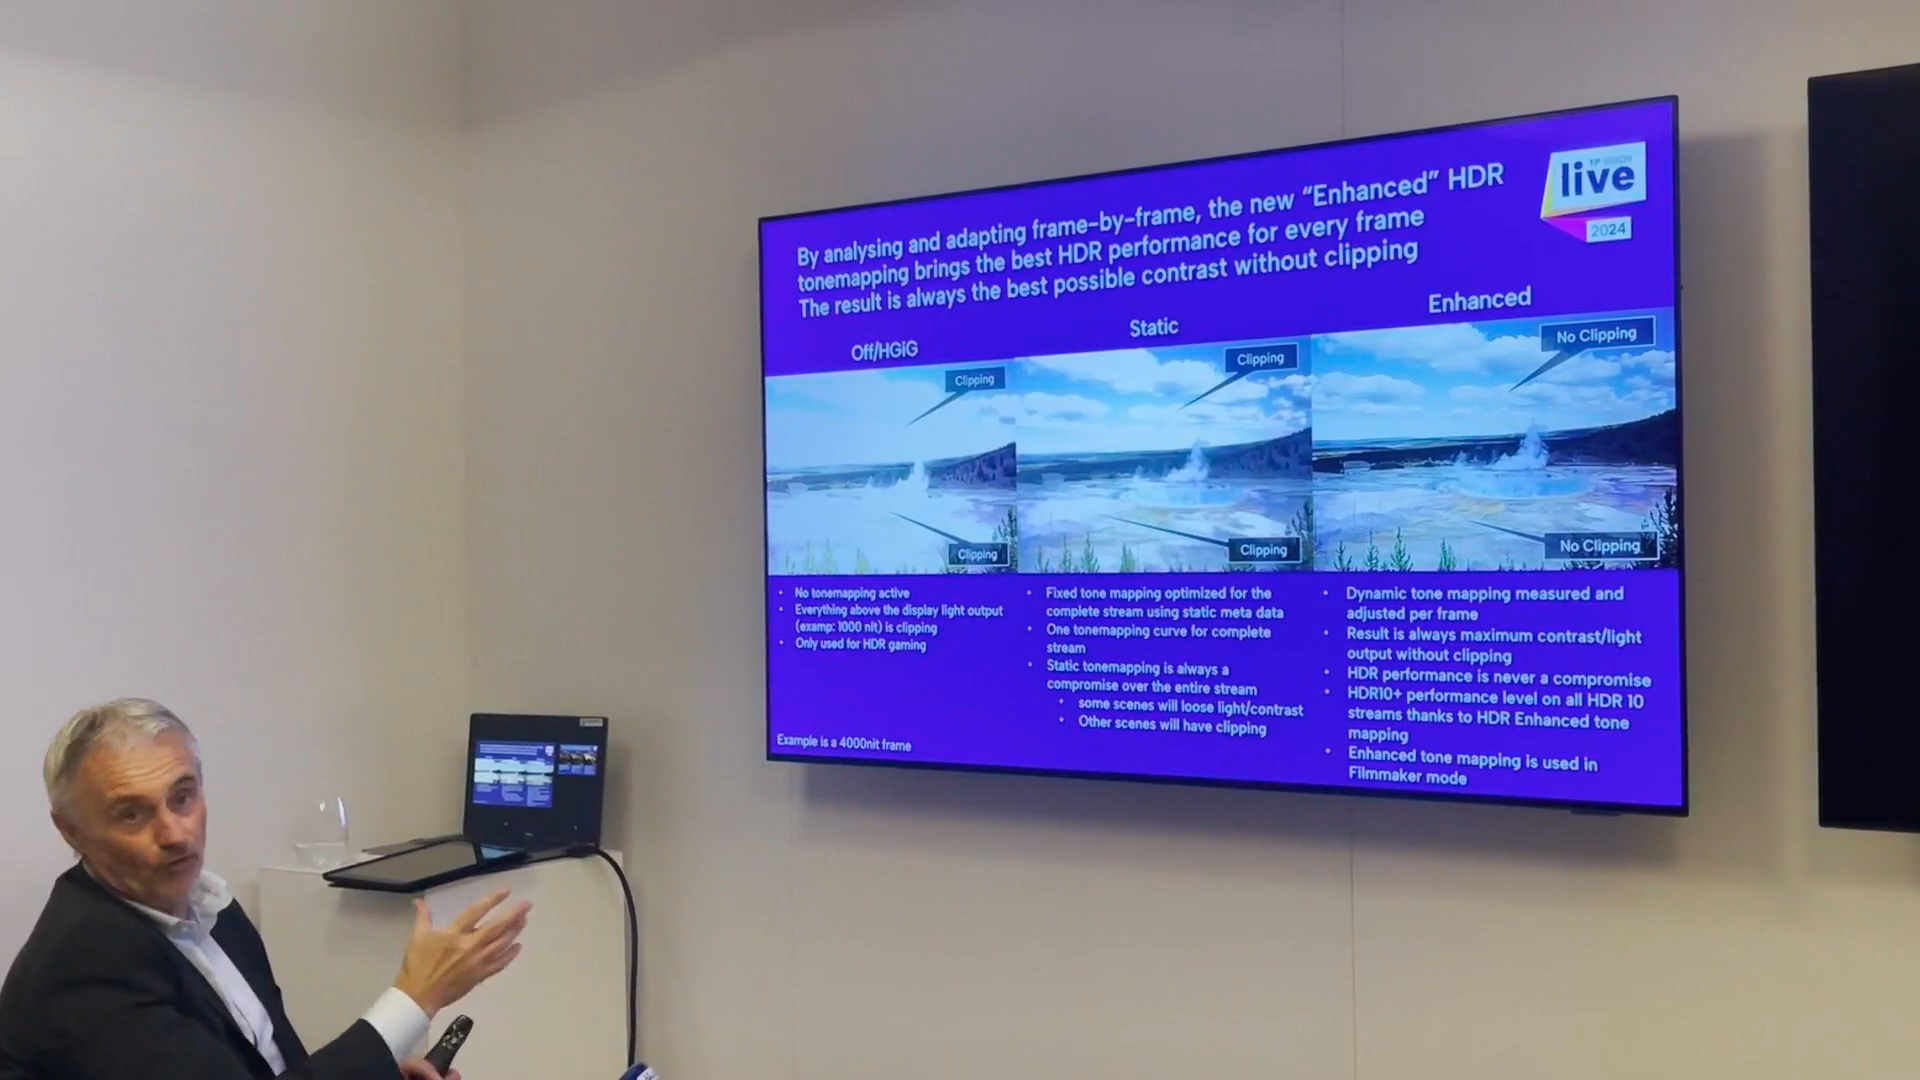 By analysing and adapting frame-by-frame, the new “Enhanced” HDR
tonemapping brings the best HDR performance for every frame
The result is always the best possible contrast without clipping
TP VISION
live
2024
Off/HGiG
Clipping
Clipping
• No tonemapping active
• Everything above the display light output
(examp: 1000 nit) is clipping
• Only used for HDR gaming
Example is a 4000nit frame
Static
Clipping
Clipping
• Fixed tone mapping optimized for the
complete stream using static meta data
• One tonemapping curve for complete
stream
• Static tonemapping is always a
compromise over the entire stream
• some scenes will loose light/contrast
• Other scenes will have clipping
Enhanced
No Clipping
No Clipping
• Dynamic tone mapping measured and
adjusted per frame
• Result is always maximum contrast/light
output without clipping
• HDR performance is never a compromise
• HDR10+ performance level on all HDR 10
streams thanks to HDR Enhanced tone
mapping
• Enhanced tone mapping is used in
Filmmaker mode